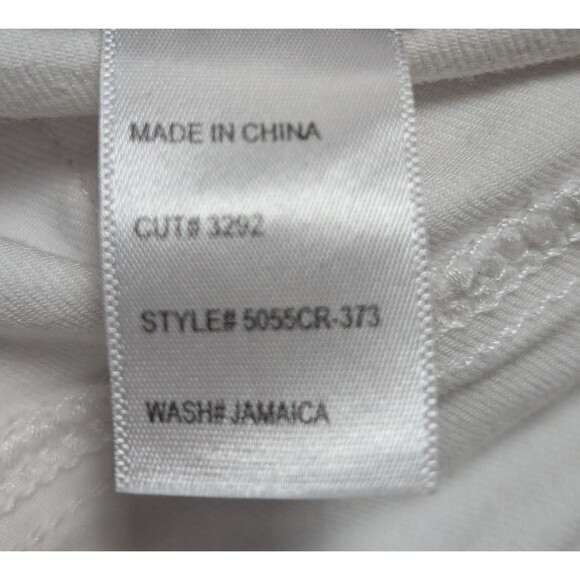 MADE IN CHINA
CUT# 3292
STYLE# 5055CR-373
WASH# JAMAICA